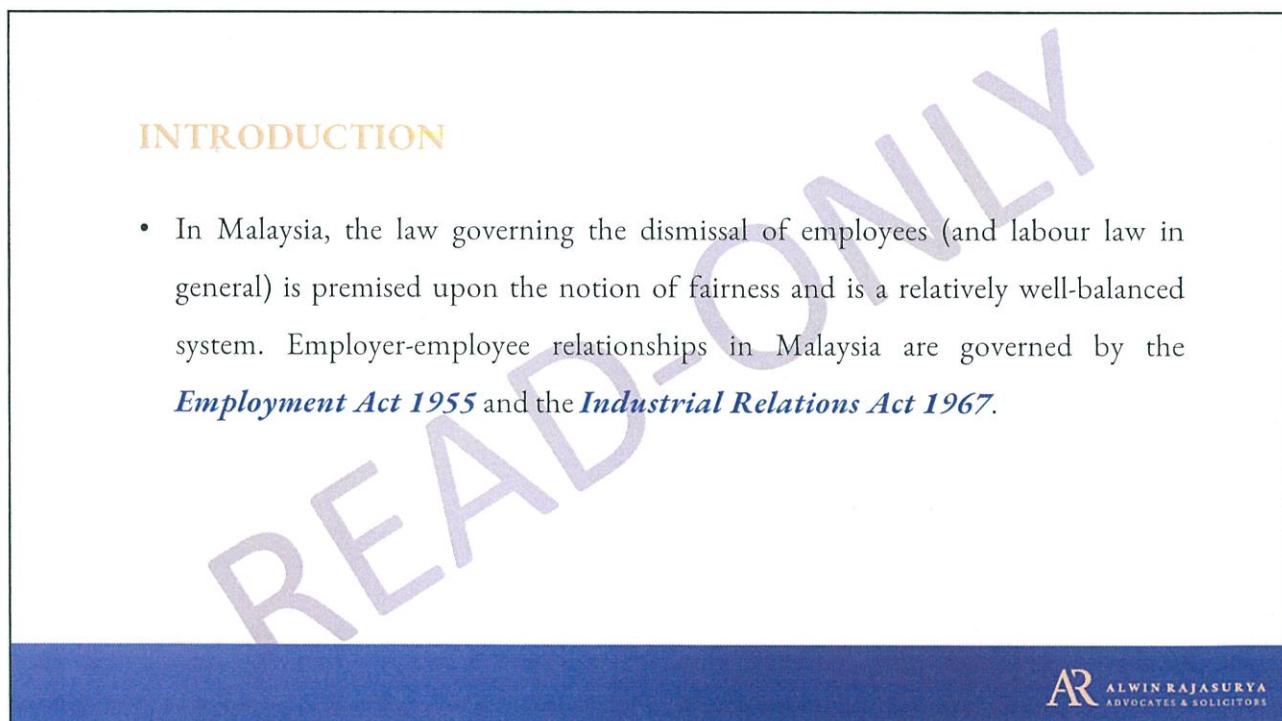 INTRODUCTION
• In Malaysia, the law governing the dismissal of employees (and labour law in
general) is premised upon the notion of fairness and is a relatively well-balanced
system. Employer-employee relationships in Malaysia are governed by the
Employment Act 1955 and the Industrial Relations Act 1967.
READ-ONLY
AR ALWIN RAJASURYA
ADVOCATES & SOLICITORS